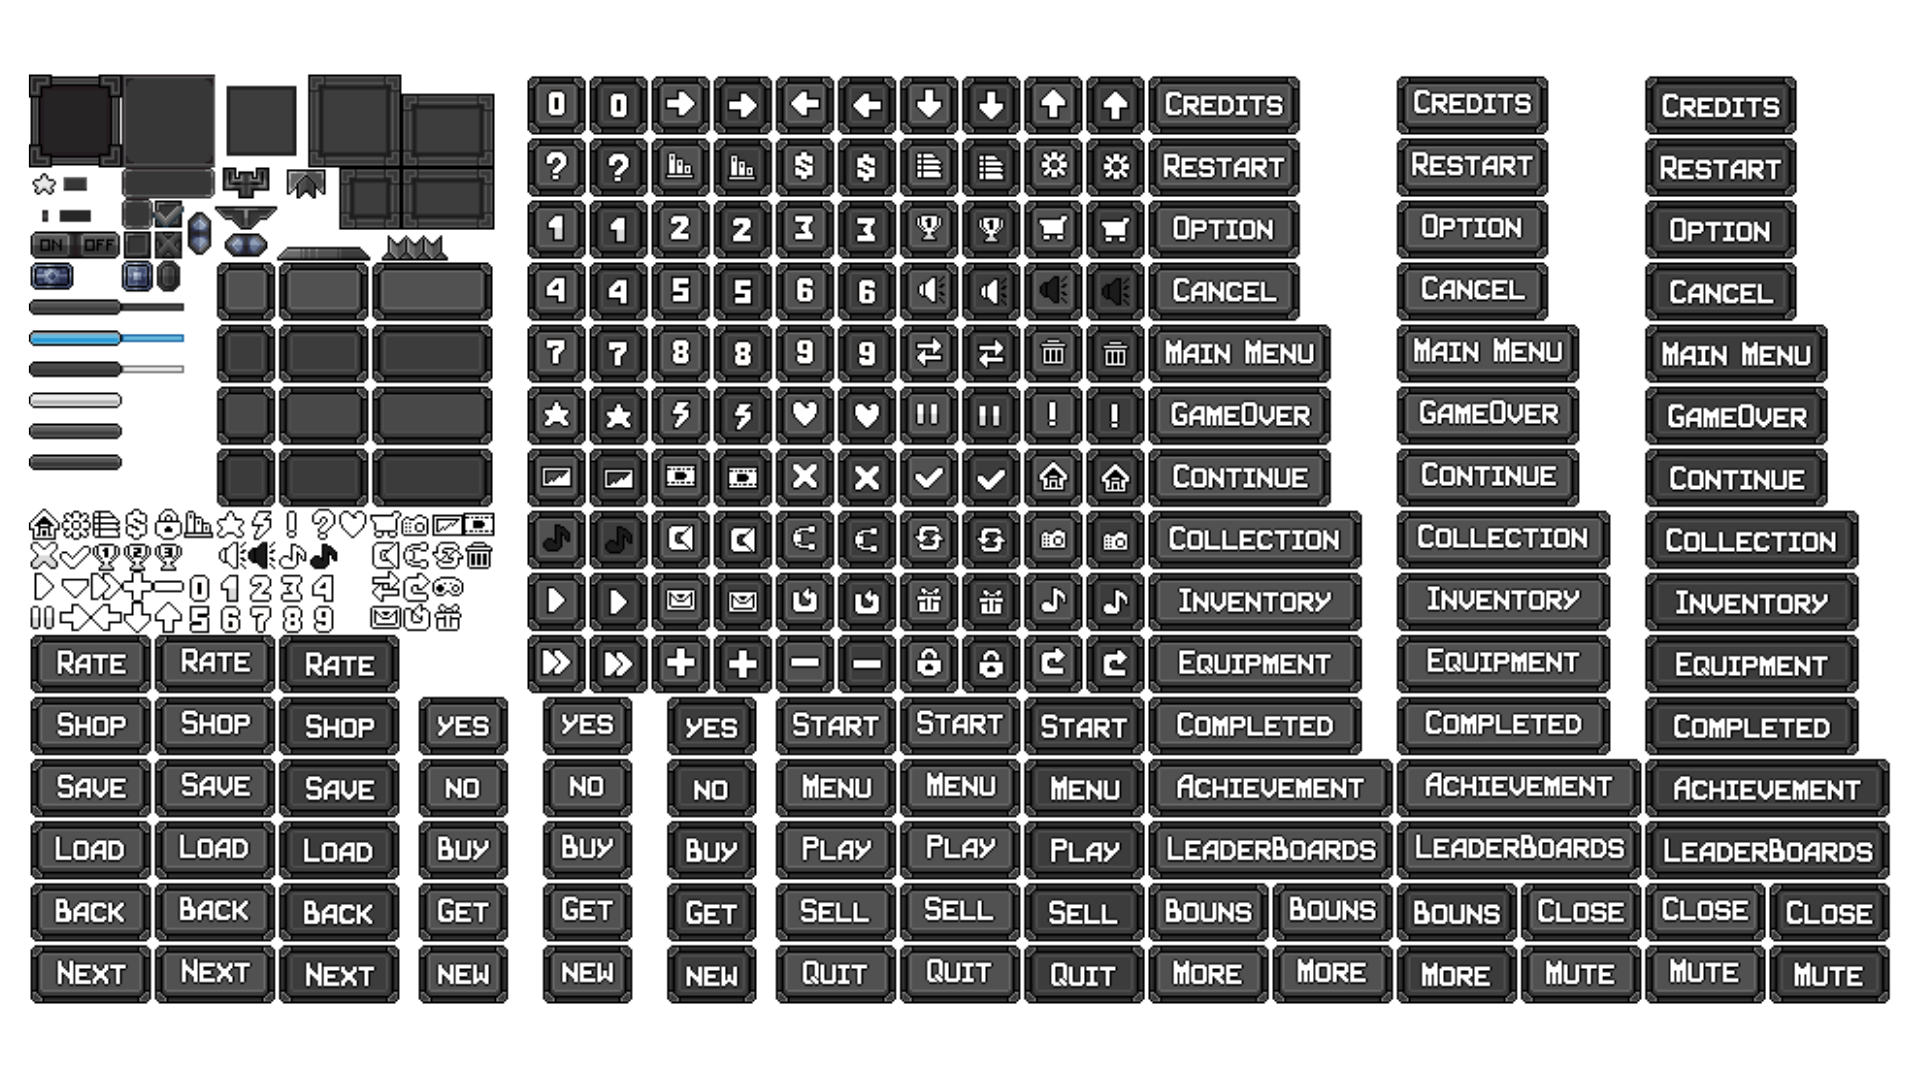 0 0 CREDITS CREDITS CREDITS
? ? $ $ RESTART RESTART RESTART
1 1 2 2 3 3 1 1 OPTION OPTION OPTION
ON OFF
4 4 5 5 6 6 CANCEL CANCEL CANCEL
7 7 8 8 9 9 MAIN MENU MAIN MENU MAIN MENU
! ! GAMEOVER GAMEOVER GAMEOVER
CONTINUE CONTINUE CONTINUE
$ ! ?
COLLECTION COLLECTION COLLECTION
1 2 3
0 1 2 3 4
INVENTORY INVENTORY INVENTORY
5 6 7 8 9
RATE RATE RATE EQUIPMENT EQUIPMENT EQUIPMENT
SHOP SHOP SHOP YES YES YES START START START COMPLETED COMPLETED COMPLETED
SAVE SAVE SAVE NO NO NO MENU MENU MENU ACHIEVEMENT ACHIEVEMENT ACHIEVEMENT
LOAD LOAD LOAD BUY BUY BUY PLAY PLAY PLAY LEADERBOARDS LEADERBOARDS LEADERBOARDS
BACK BACK BACK GET GET GET SELL SELL SELL BOUNS BOUNS BOUNS CLOSE CLOSE CLOSE
NEXT NEXT NEXT NEW NEW NEW QUIT QUIT QUIT MORE MORE MORE MUTE MUTE MUTE